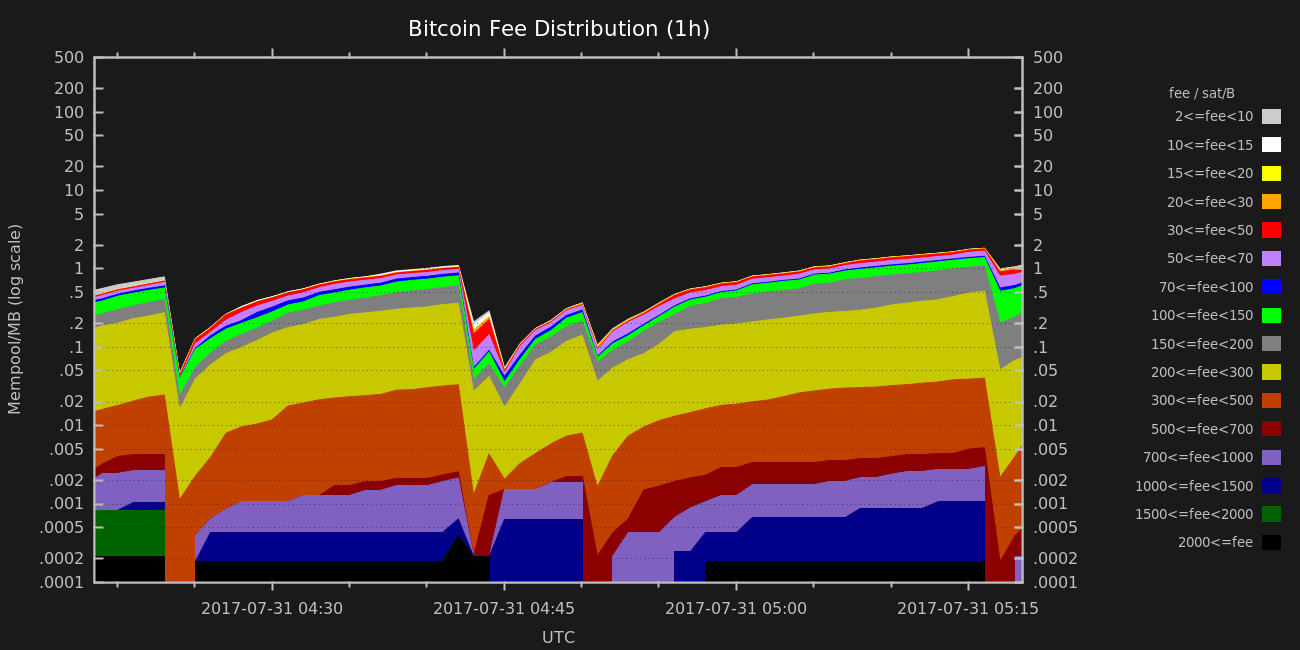 Bitcoin Fee Distribution (1h)
Mempool/MB (log scale)
500
200
100
50
20
10
5
2
1
.5
.2
.1
.05
.02
.01
.005
.002
.001
.0005
.0002
.0001
500
200
100
50
20
10
5
2
1
.5
.2
.1
.05
.02
.01
.005
.002
.001
.0005
.0002
.0001
2017-07-31 04:30
2017-07-31 04:45
2017-07-31 05:00
2017-07-31 05:15
UTC
fee / sat/B
2<=fee<10
10<=fee<15
15<=fee<20
20<=fee<30
30<=fee<50
50<=fee<70
70<=fee<100
100<=fee<150
150<=fee<200
200<=fee<300
300<=fee<500
500<=fee<700
700<=fee<1000
1000<=fee<1500
1500<=fee<2000
2000<=fee